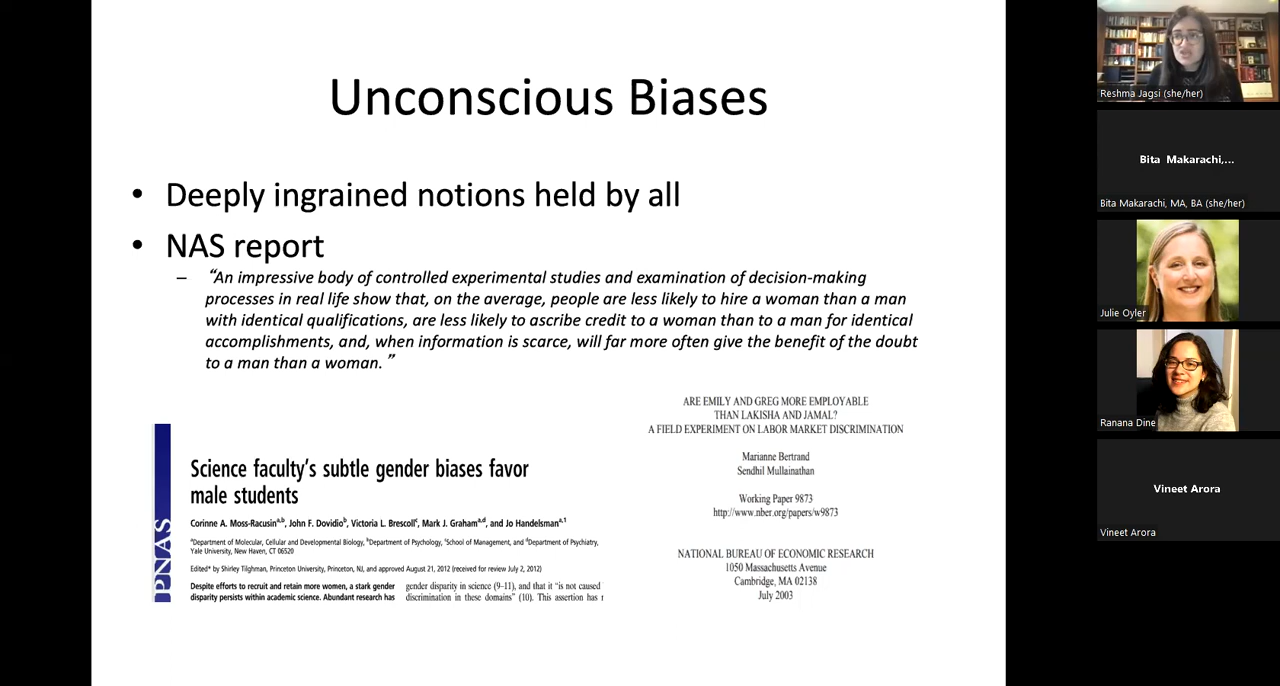 Unconscious Biases
• Deeply ingrained notions held by all
• NAS report
– “An impressive body of controlled experimental studies and examination of decision-making
processes in real life show that, on the average, people are less likely to hire a woman than a man
with identical qualifications, are less likely to ascribe credit to a woman than to a man for identical
accomplishments, and, when information is scarce, will far more often give the benefit of the doubt
to a man than a woman.”
PNAS
Science faculty’s subtle gender biases favor
male students
Corinne A. Moss-Racusinᵃ,ᵇ, John F. Dovidioᵇ, Victoria L. Brescollᶜ, Mark J. Grahamᵃ,ᵈ, and Jo Handelsmanᵃ,¹
ᵃDepartment of Molecular, Cellular and Developmental Biology, ᵇDepartment of Psychology, ᶜSchool of Management, and ᵈDepartment of Psychiatry,
Yale University, New Haven, CT 06520
Edited* by Shirley Tilghman, Princeton University, Princeton, NJ, and approved August 21, 2012 (received for review July 2, 2012)
Despite efforts to recruit and retain more women, a stark gender
disparity persists within academic science. Abundant research has
gender disparity in science (9–11), and that it “is not caused
discrimination in these domains” (10). This assertion has
ARE EMILY AND GREG MORE EMPLOYABLE
THAN LAKISHA AND JAMAL?
A FIELD EXPERIMENT ON LABOR MARKET DISCRIMINATION
Marianne Bertrand
Sendhil Mullainathan
Working Paper 9873
http://www.nber.org/papers/w9873
NATIONAL BUREAU OF ECONOMIC RESEARCH
1050 Massachusetts Avenue
Cambridge, MA 02138
July 2003
Reshma Jagsi (she/her)
Bita Makarachi,...
Bita Makarachi, MA, BA (she/her)
Julie Oyler
Ranana Dine
Vineet Arora
Vineet Arora